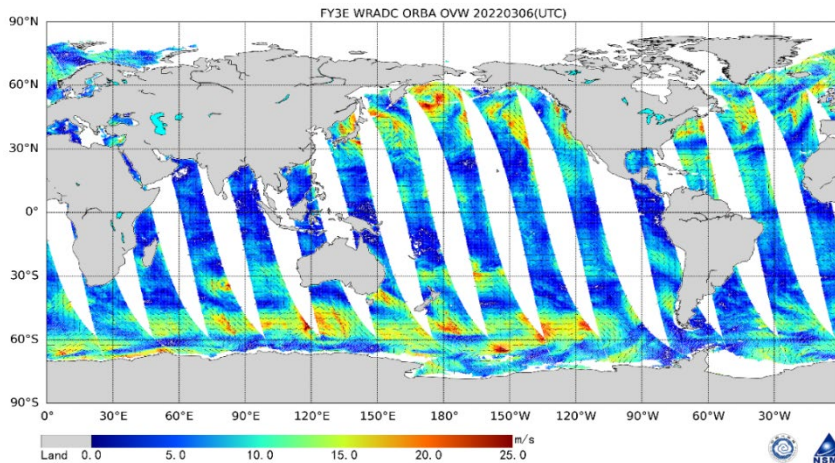 FY3E WRADC ORBA OVW 20220306(UTC)
90°N
60°N
30°N
0°
30°S
60°S
90°S
0° 30°E 60°E 90°E 120°E 150°E 180° 150°W 120°W 90°W 60°W 30°W
m/s
Land 0.0 5.0 10.0 15.0 20.0 25.0